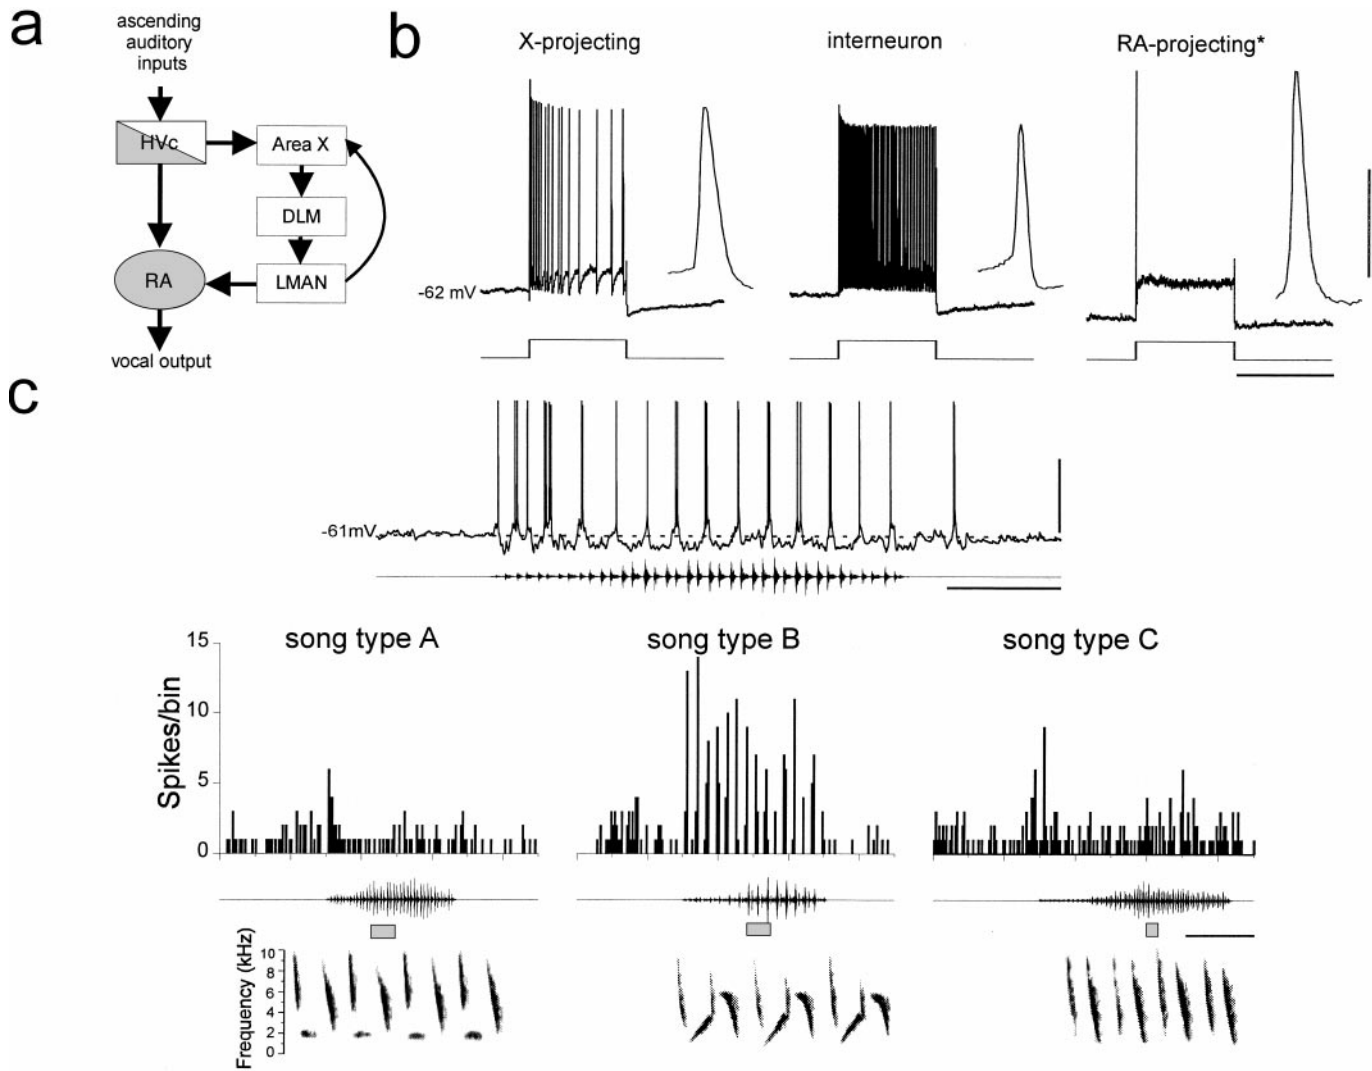 a
ascending
auditory
inputs
HVc
Area X
DLM
RA
LMAN
vocal output
b
X-projecting
interneuron
RA-projecting*
-62 mV
c
-61mV
song type A
song type B
song type C
Spikes/bin
15
10
5
0
Frequency (kHz)
10
8
6
4
2
0